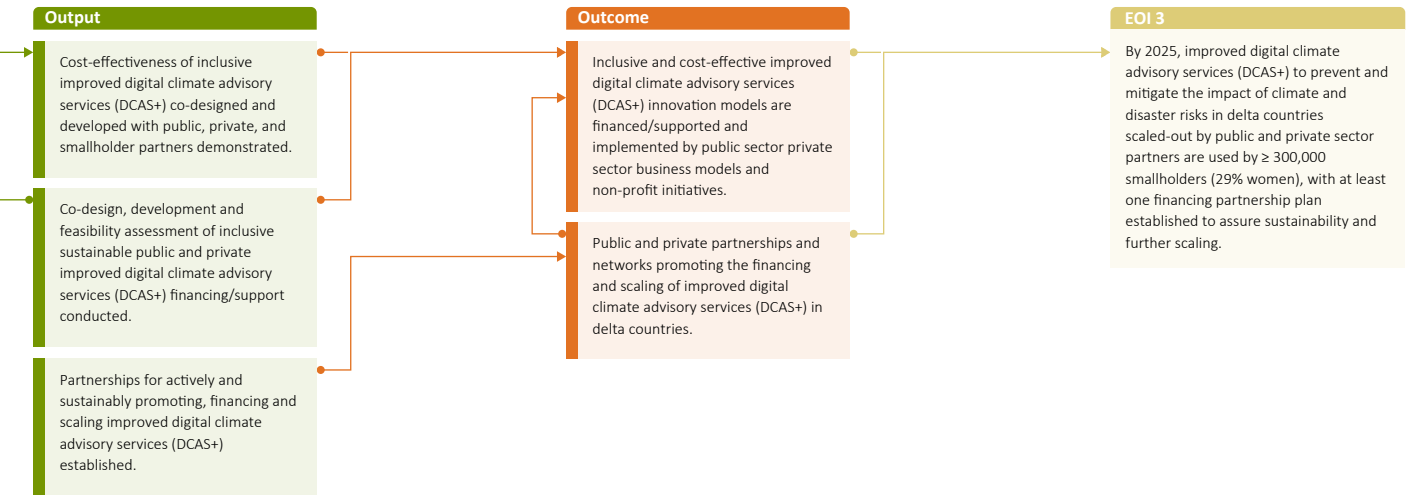 Output
Cost-effectiveness of inclusive
improved digital climate advisory
services (DCAS+) co-designed and
developed with public, private, and
smallholder partners demonstrated.
Co-design, development and
feasibility assessment of inclusive
sustainable public and private
improved digital climate advisory
services (DCAS+) financing/support
conducted.
Partnerships for actively and
sustainably promoting, financing and
scaling improved digital climate
advisory services (DCAS+)
established.
Outcome
Inclusive and cost-effective improved
digital climate advisory services
(DCAS+) innovation models are
financed/supported and
implemented by public sector private
sector business models and
non-profit initiatives.
Public and private partnerships and
networks promoting the financing
and scaling of improved digital
climate advisory services (DCAS+) in
delta countries.
EOI 3
By 2025, improved digital climate
advisory services (DCAS+) to prevent and
mitigate the impact of climate and
disaster risks in delta countries
scaled-out by public and private sector
partners are used by ≥ 300,000
smallholders (29% women), with at least
one financing partnership plan
established to assure sustainability and
further scaling.